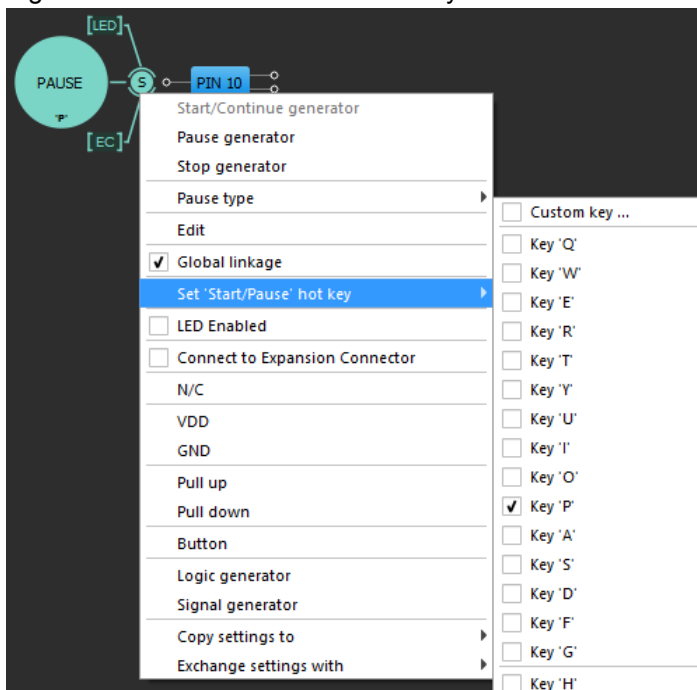 [LED]
PAUSE
S
PIN 10
"P"
[EC]
Start/Continue generator
Pause generator
Stop generator
Pause type
Edit
Global linkage
Set 'Start/Pause' hot key
LED Enabled
Connect to Expansion Connector
N/C
VDD
GND
Pull up
Pull down
Button
Logic generator
Signal generator
Copy settings to
Exchange settings with
Custom key ...
Key 'Q'
Key 'W'
Key 'E'
Key 'R'
Key 'T'
Key 'Y'
Key 'U'
Key 'I'
Key 'O'
Key 'P'
Key 'A'
Key 'S'
Key 'D'
Key 'F'
Key 'G'
Key 'H'